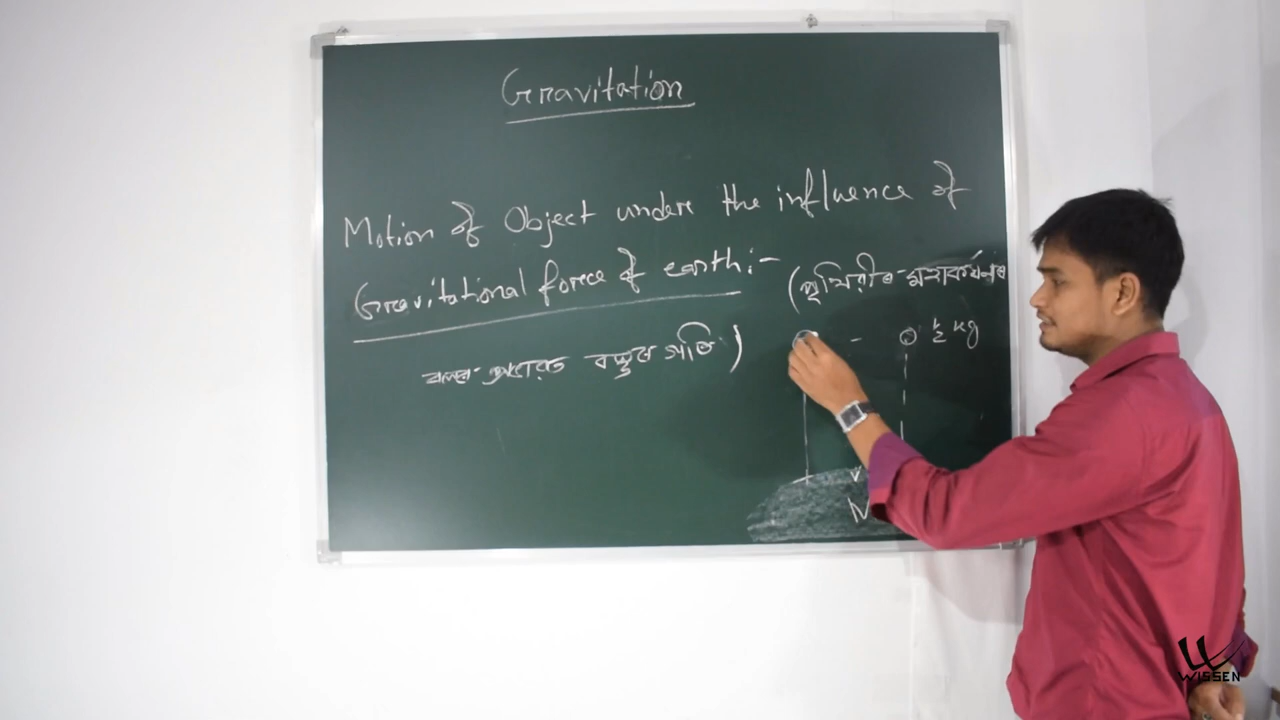 Gravitation
Motion of Object under the influence of
Gravitational force of earth:-
(পৃথিবীৰ মহাকৰ্ষণৰ
বলৰ প্ৰভাৱত বস্তুৰ গতি)
½ kg
WISSEN